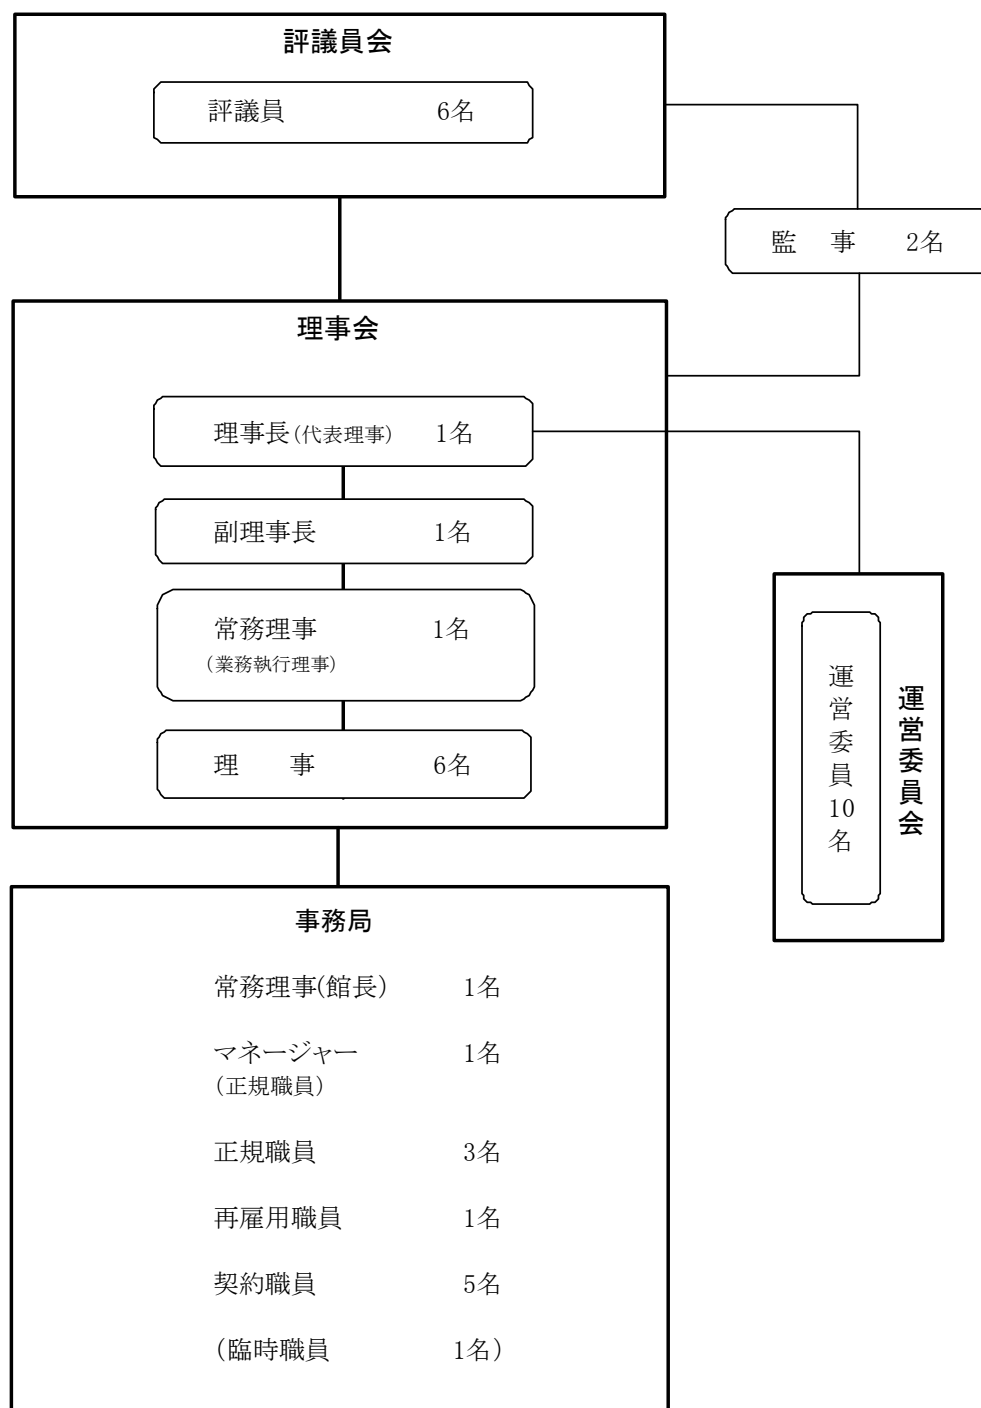 評議員会
評議員 6名
監 事 2名
理事会
理事長(代表理事) 1名
副理事長 1名
常務理事 1名
(業務執行理事)
理 事 6名
運営委員10名
運営委員会
事務局
常務理事(館長) 1名
マネージャー 1名
(正規職員)
正規職員 3名
再雇用職員 1名
契約職員 5名
(臨時職員 1名)